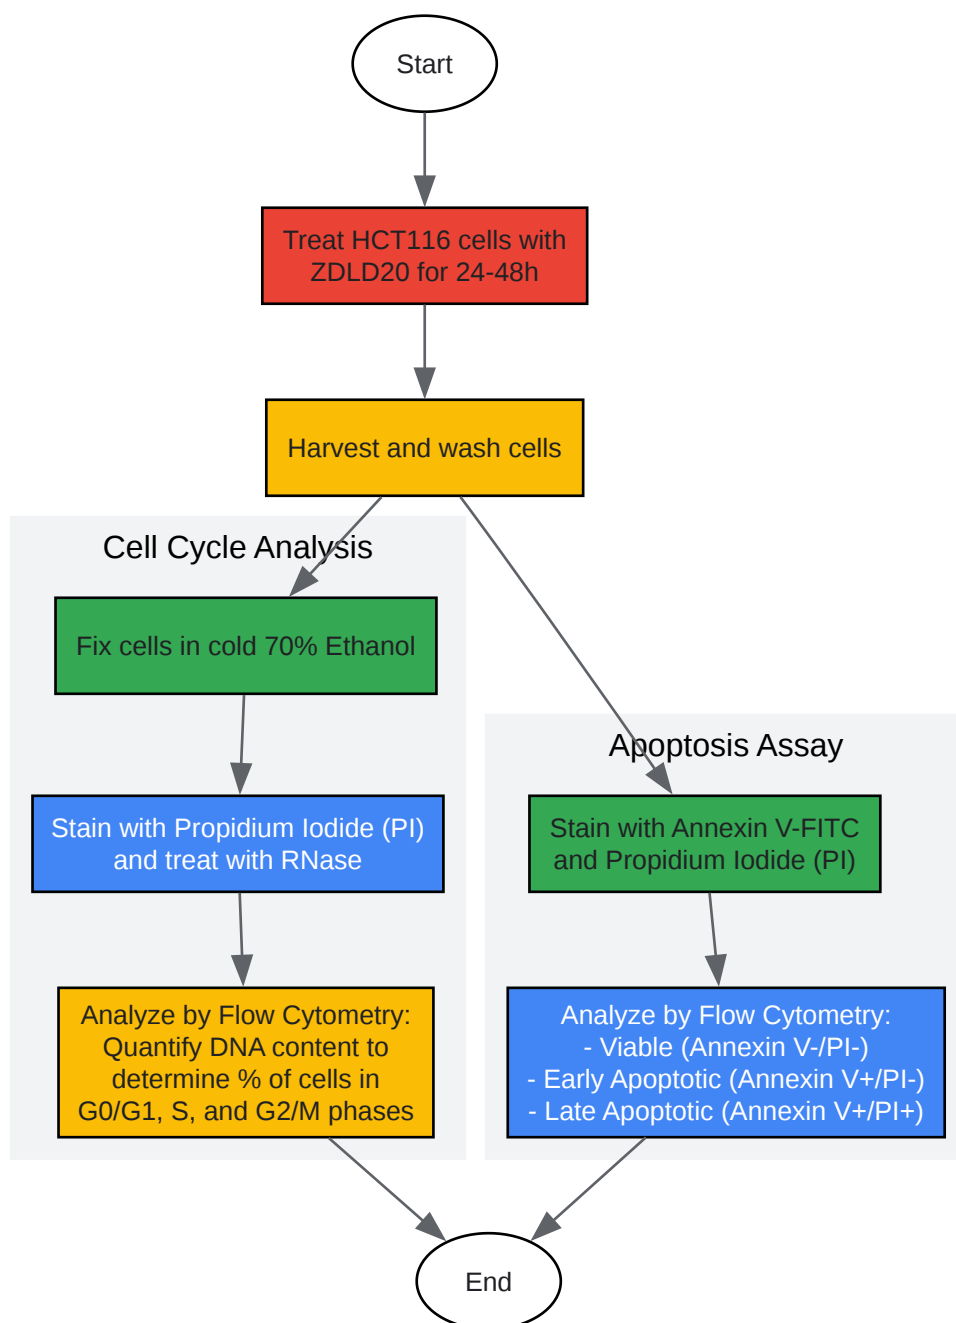 Start
Treat HCT116 cells with
ZDLD20 for 24-48h
Harvest and wash cells
Cell Cycle Analysis
Fix cells in cold 70% Ethanol
Stain with Propidium Iodide (PI)
and treat with RNase
Analyze by Flow Cytometry:
Quantify DNA content to
determine % of cells in
G0/G1, S, and G2/M phases
Apoptosis Assay
Stain with Annexin V-FITC
and Propidium Iodide (PI)
Analyze by Flow Cytometry:
- Viable (Annexin V-/PI-)
- Early Apoptotic (Annexin V+/PI-)
- Late Apoptotic (Annexin V+/PI+)
End